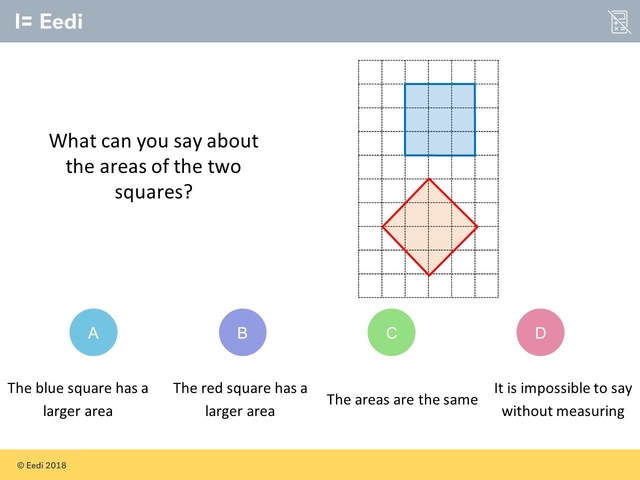 I= Eedi
What can you say about
the areas of the two
squares?
A
B
C
D
The blue square has a
larger area
The red square has a
larger area
The areas are the same
It is impossible to say
without measuring
© Eedi 2018